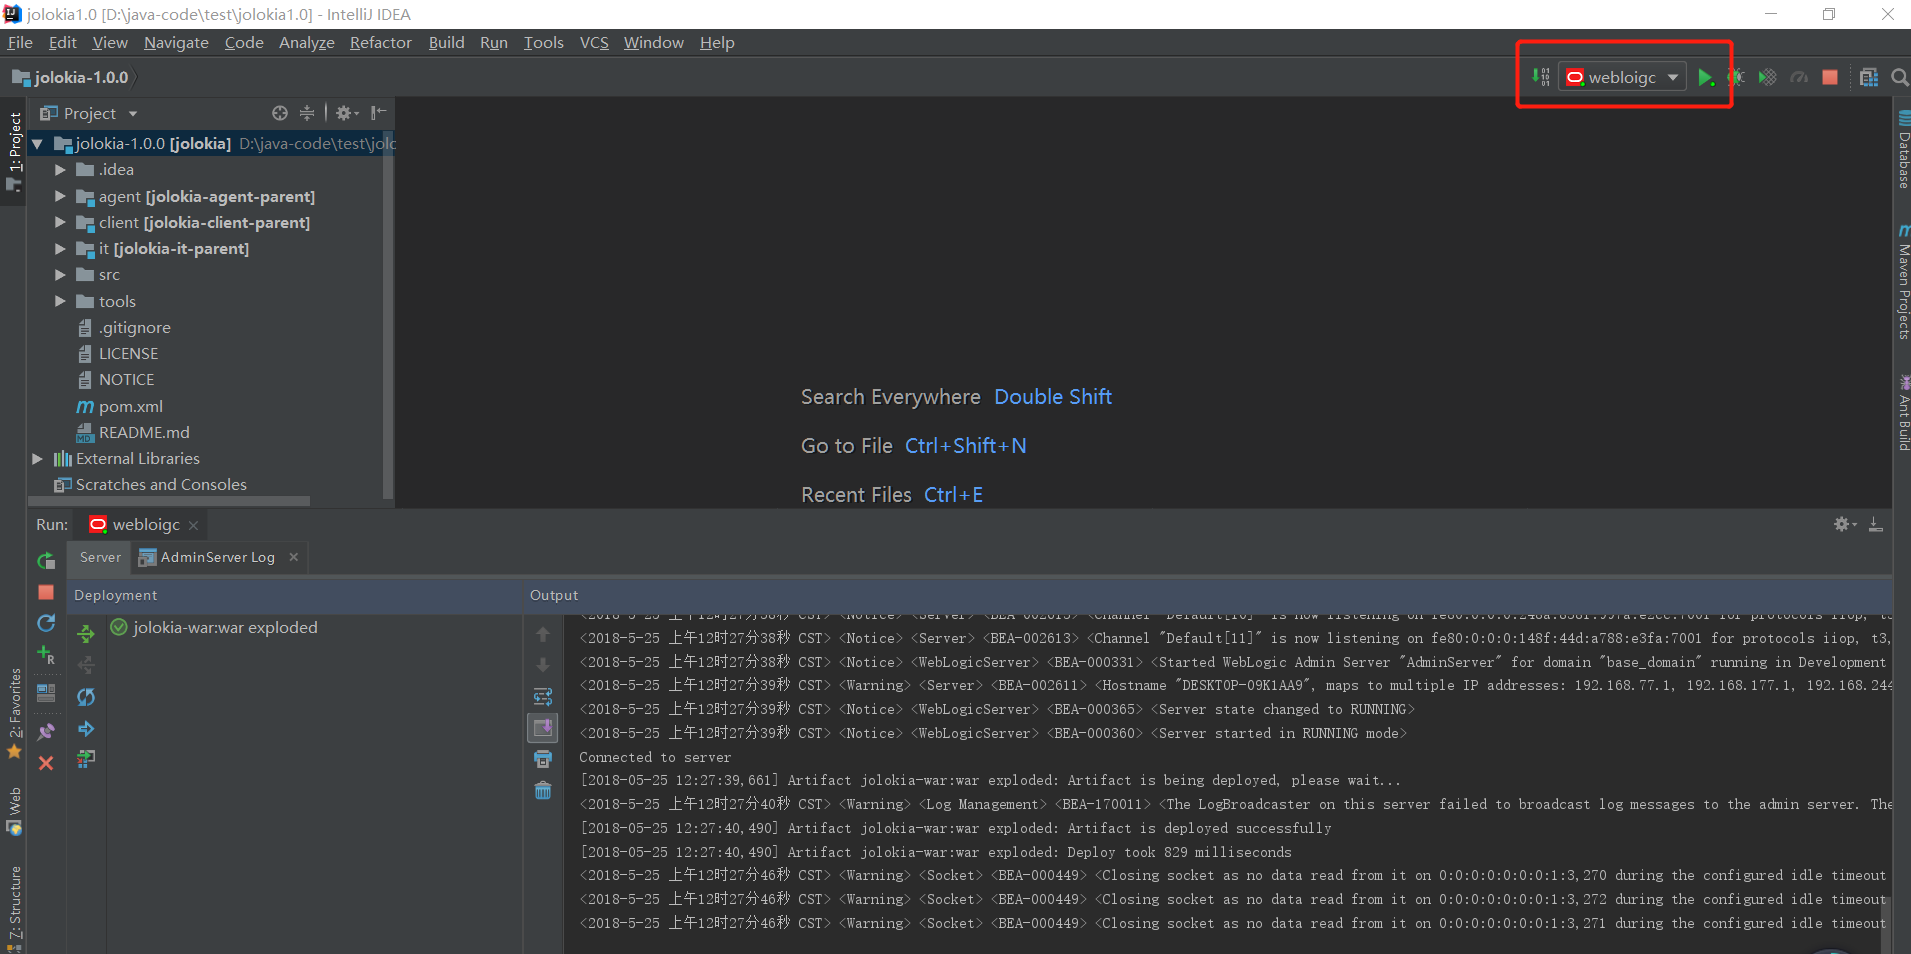 jolokia1.0 [D:\java-code\test\jolokia1.0] - IntelliJ IDEA
File Edit View Navigate Code Analyze Refactor Build Run Tools VCS Window Help
jolokia-1.0.0
webloigc
Project
jolokia-1.0.0 [jolokia] D:\java-code\test\jolo
.idea
agent [jolokia-agent-parent]
client [jolokia-client-parent]
it [jolokia-it-parent]
src
tools
.gitignore
LICENSE
NOTICE
pom.xml
README.md
External Libraries
Scratches and Consoles
1: Project
2: Favorites
Web
Z: Structure
Database
Maven Projects
Ant Build
Search Everywhere Double Shift
Go to File Ctrl+Shift+N
Recent Files Ctrl+E
Run: webloigc
Server AdminServer Log
Deployment Output
jolokia-war:war exploded
<2018-5-25 上午12时27分38秒 CST> <Notice> <Server> <BEA-002613> <Channel "Default[11]" is now listening on fe80:0:0:0:148f:44d:a788:e3fa:7001 for protocols iiop, t3,
<2018-5-25 上午12时27分38秒 CST> <Notice> <WebLogicServer> <BEA-000331> <Started WebLogic Admin Server "AdminServer" for domain "base_domain" running in Development
<2018-5-25 上午12时27分39秒 CST> <Warning> <Server> <BEA-002611> <Hostname "DESKTOP-09K1AA9", maps to multiple IP addresses: 192.168.77.1, 192.168.177.1, 192.168.244
<2018-5-25 上午12时27分39秒 CST> <Notice> <WebLogicServer> <BEA-000365> <Server state changed to RUNNING>
<2018-5-25 上午12时27分39秒 CST> <Notice> <WebLogicServer> <BEA-000360> <Server started in RUNNING mode>
Connected to server
[2018-05-25 12:27:39,661] Artifact jolokia-war:war exploded: Artifact is being deployed, please wait...
<2018-5-25 上午12时27分40秒 CST> <Warning> <Log Management> <BEA-170011> <The LogBroadcaster on this server failed to broadcast log messages to the admin server. The
[2018-05-25 12:27:40,490] Artifact jolokia-war:war exploded: Artifact is deployed successfully
[2018-05-25 12:27:40,490] Artifact jolokia-war:war exploded: Deploy took 829 milliseconds
<2018-5-25 上午12时27分46秒 CST> <Warning> <Socket> <BEA-000449> <Closing socket as no data read from it on 0:0:0:0:0:0:0:1:3,270 during the configured idle timeout
<2018-5-25 上午12时27分46秒 CST> <Warning> <Socket> <BEA-000449> <Closing socket as no data read from it on 0:0:0:0:0:0:0:1:3,272 during the configured idle timeout
<2018-5-25 上午12时27分46秒 CST> <Warning> <Socket> <BEA-000449> <Closing socket as no data read from it on 0:0:0:0:0:0:0:1:3,271 during the configured idle timeout